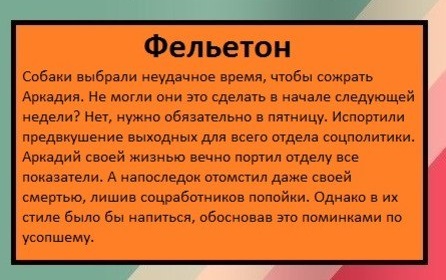 Фельетон
Собаки выбрали неудачное время, чтобы сожрать
Аркадия. Не могли они это сделать в начале следующей
недели? Нет, нужно обязательно в пятницу. Испортили
предвкушение выходных для всего отдела соцполитики.
Аркадий своей жизнью вечно портил отделу все
показатели. А напоследок отомстил даже своей
смертью, лишив соцработников попойки. Однако в их
стиле было бы напиться, обосновав это поминками по
усопшему.